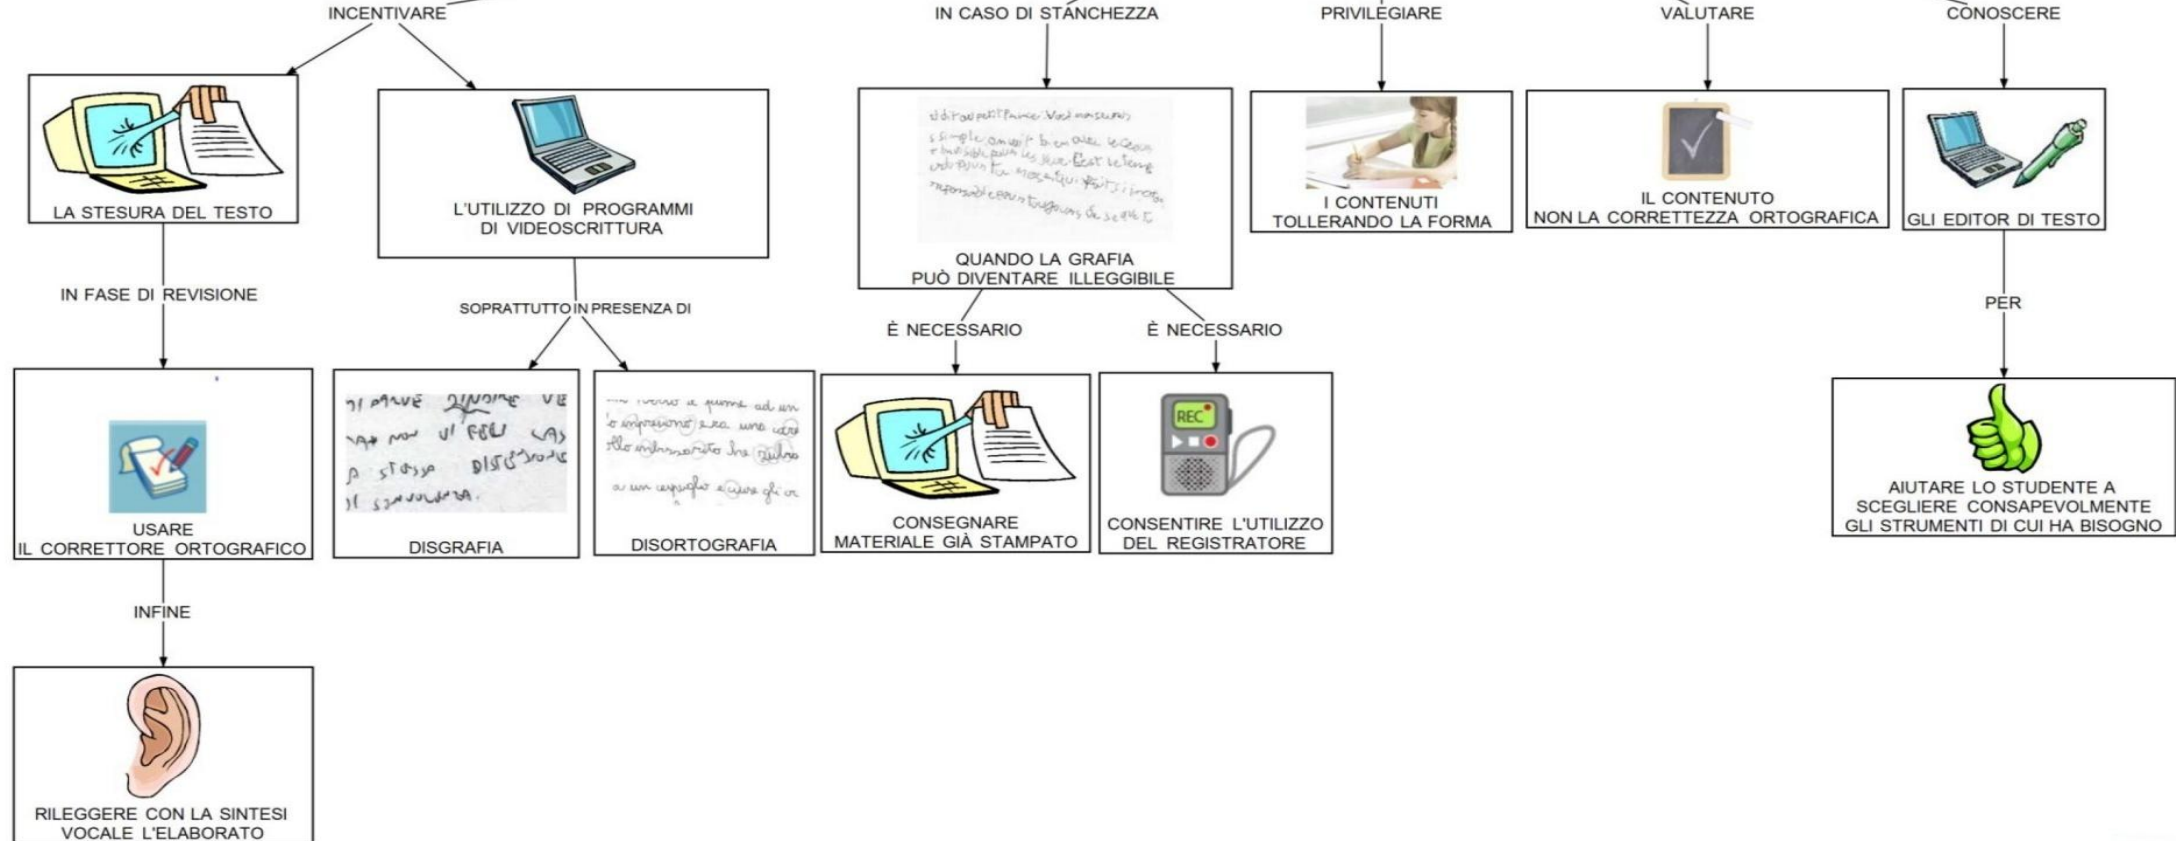 INCENTIVARE
IN CASO DI STANCHEZZA
PRIVILEGIARE
VALUTARE
CONOSCERE
LA STESURA DEL TESTO
L'UTILIZZO DI PROGRAMMI
DI VIDEOSCRITTURA
QUANDO LA GRAFIA
PUÒ DIVENTARE ILLEGGIBILE
I CONTENUTI
TOLLERANDO LA FORMA
IL CONTENUTO
NON LA CORRETTEZZA ORTOGRAFICA
GLI EDITOR DI TESTO
IN FASE DI REVISIONE
SOPRATTUTTO IN PRESENZA DI
È NECESSARIO
È NECESSARIO
PER
USARE
IL CORRETTORE ORTOGRAFICO
DISGRAFIA
DISORTOGRAFIA
CONSEGNARE
MATERIALE GIÀ STAMPATO
REC
CONSENTIRE L'UTILIZZO
DEL REGISTRATORE
AIUTARE LO STUDENTE A
SCEGLIERE CONSAPEVOLMENTE
GLI STRUMENTI DI CUI HA BISOGNO
INFINE
RILEGGERE CON LA SINTESI
VOCALE L'ELABORATO